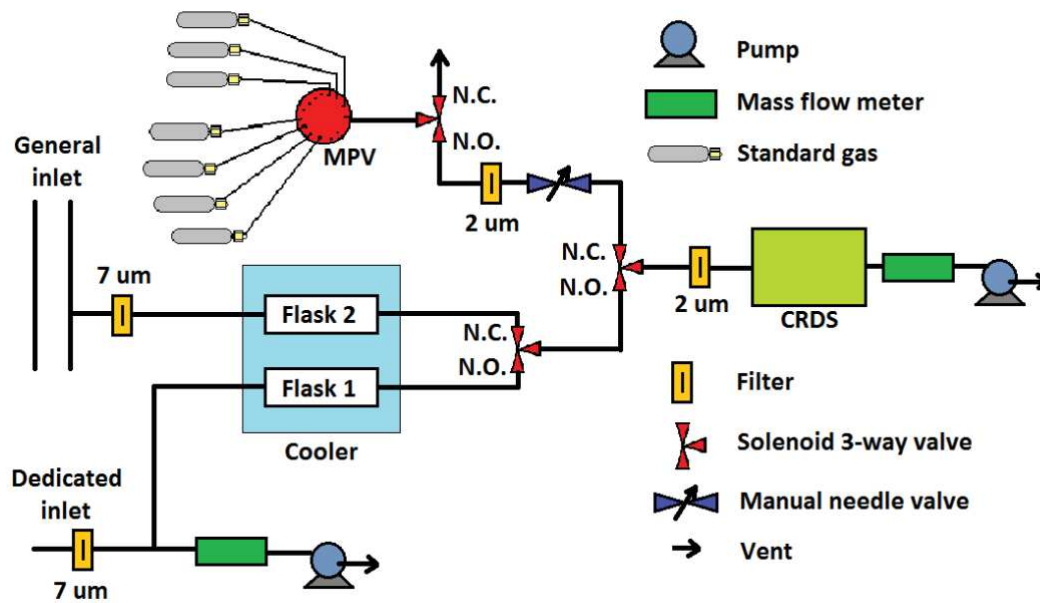 General
inlet
7 um
MPV
N.C.
N.O.
2 um
Flask 2
Flask 1
Cooler
N.C.
N.O.
N.C.
N.O.
2 um
CRDS
Dedicated
inlet
7 um
Pump
Mass flow meter
Standard gas
Filter
Solenoid 3-way valve
Manual needle valve
Vent